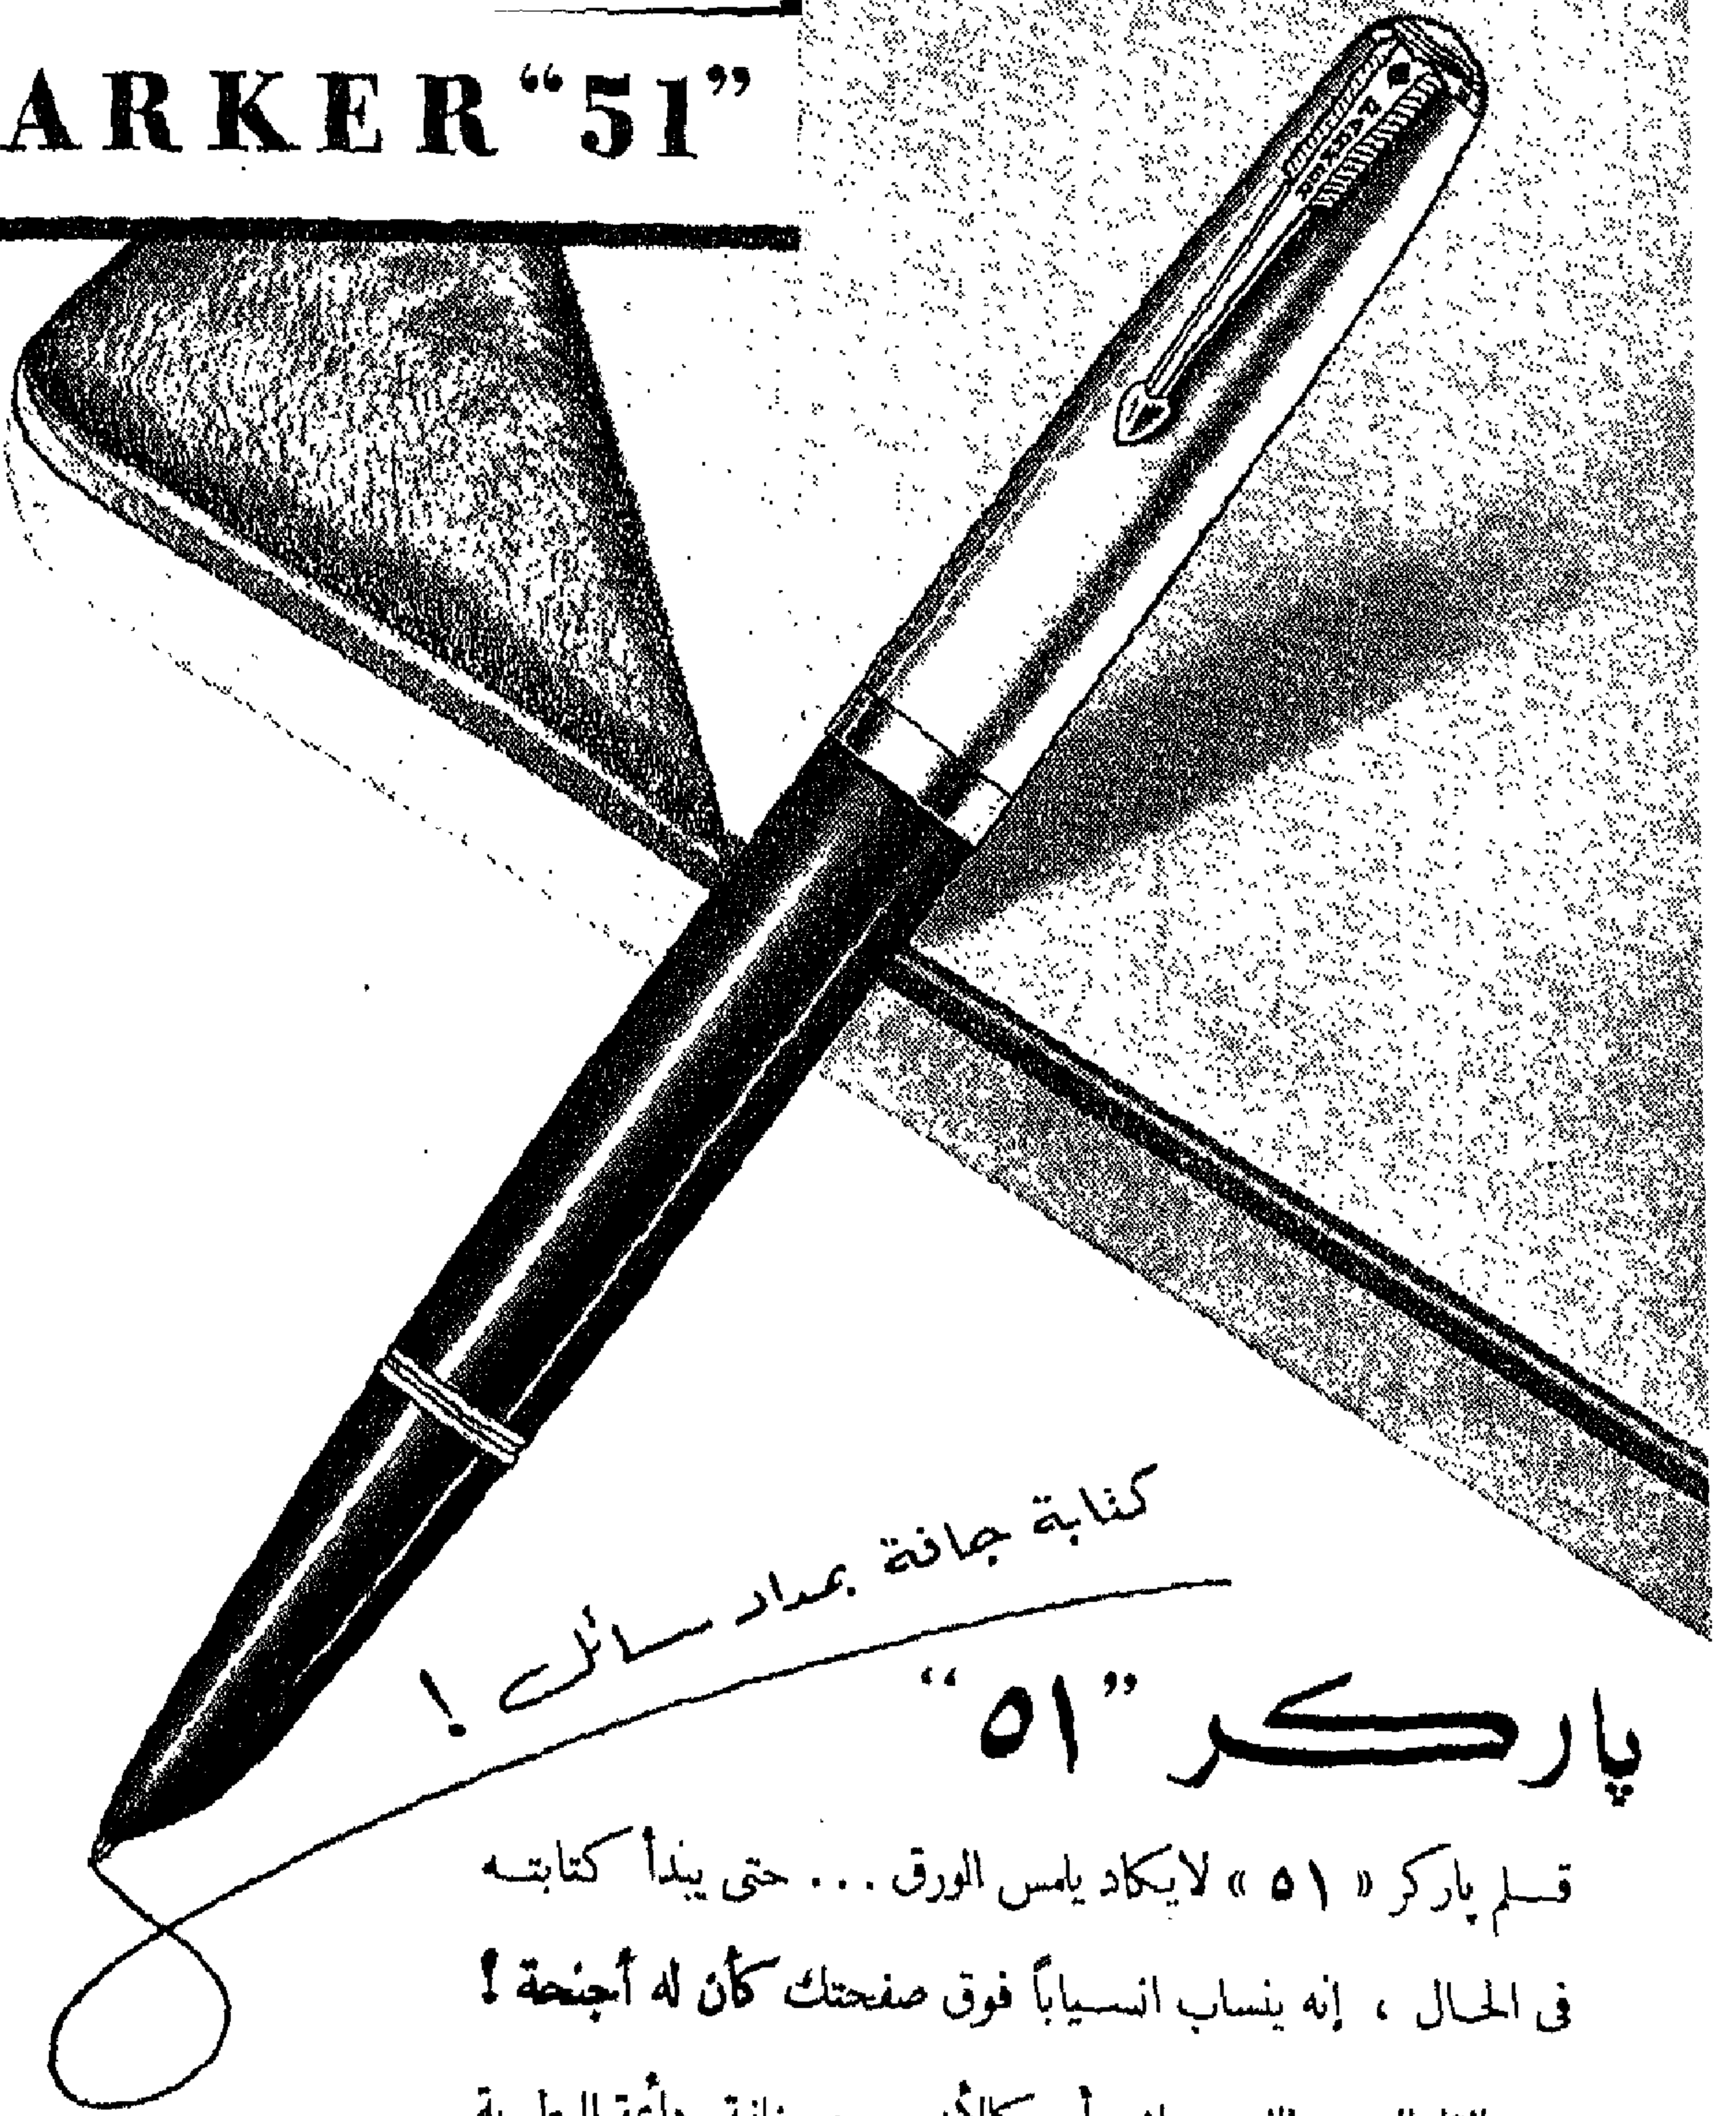 ARKER “51”
كتابة جافة بمداد سائل !
پاركر ”٥١“
قسلم پاركر « ٥١ » لايكاد يلمس الورق ... حتى يبدأ كتابته
فى الحال ، إنه ينساب انسياباً فوق صفحتك كأن له أجنحة !